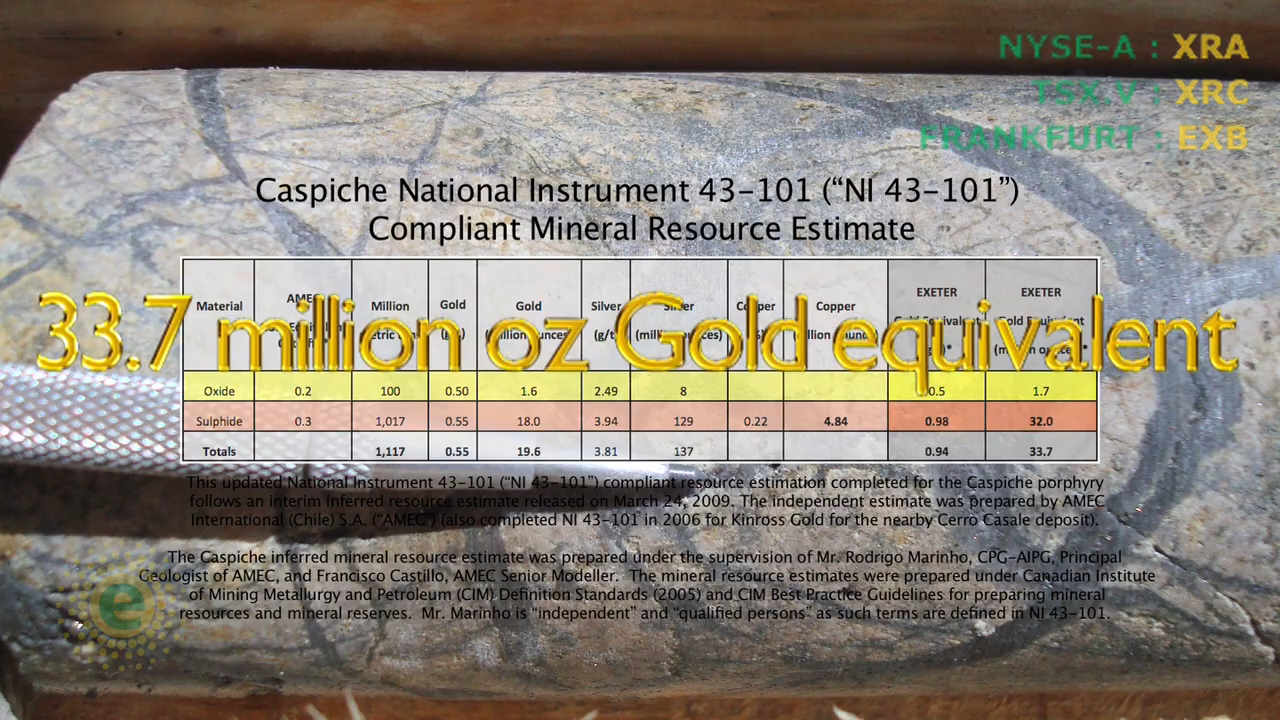 NYSE-A : XRA
TSX.V : XRC
FRANKFURT : EXB
Caspiche National Instrument 43-101 (“NI 43-101”)
Compliant Mineral Resource Estimate
33.7 million oz Gold equivalent
Material AMEC Million Gold Gold Silver Silver Copper Copper EXETER EXETER
Gold Equivalent
Oxide 0.2 100 0.50 1.6 2.49 8 0.5 1.7
Sulphide 0.3 1,017 0.55 18.0 3.94 129 0.22 4.84 0.98 32.0
Totals 1,117 0.55 19.6 3.81 137 0.94 33.7
This updated National Instrument 43-101 (“NI 43-101”) compliant resource estimation completed for the Caspiche porphyry
follows an interim inferred resource estimate released on March 24, 2009. The independent estimate was prepared by AMEC
International (Chile) S.A. (“AMEC”) (also completed NI 43-101 in 2006 for Kinross Gold for the nearby Cerro Casale deposit).
The Caspiche inferred mineral resource estimate was prepared under the supervision of Mr. Rodrigo Marinho, CPG-AIPG, Principal
Geologist of AMEC, and Francisco Castillo, AMEC Senior Modeller. The mineral resource estimates were prepared under Canadian Institute
of Mining Metallurgy and Petroleum (CIM) Definition Standards (2005) and CIM Best Practice Guidelines for preparing mineral
resources and mineral reserves. Mr. Marinho is “independent” and “qualified persons” as such terms are defined in NI 43-101.
e